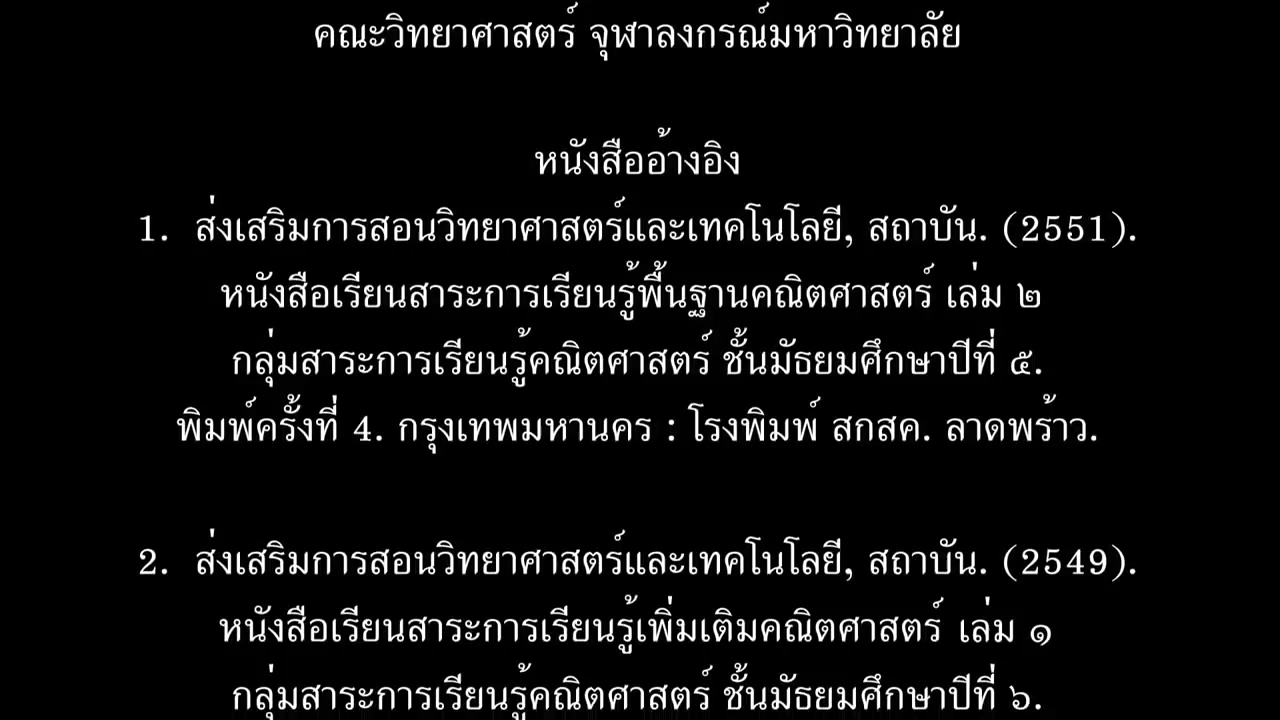 คณะวิทยาศาสตร์ จุฬาลงกรณ์มหาวิทยาลัย
หนังสืออ้างอิง
1. ส่งเสริมการสอนวิทยาศาสตร์และเทคโนโลยี, สถาบัน. (2551).
หนังสือเรียนสาระการเรียนรู้พื้นฐานคณิตศาสตร์ เล่ม ๒
กลุ่มสาระการเรียนรู้คณิตศาสตร์ ชั้นมัธยมศึกษาปีที่ ๕.
พิมพ์ครั้งที่ 4. กรุงเทพมหานคร : โรงพิมพ์ สกสค. ลาดพร้าว.
2. ส่งเสริมการสอนวิทยาศาสตร์และเทคโนโลยี, สถาบัน. (2549).
หนังสือเรียนสาระการเรียนรู้เพิ่มเติมคณิตศาสตร์ เล่ม ๑
กลุ่มสาระการเรียนรู้คณิตศาสตร์ ชั้นมัธยมศึกษาปีที่ ๖.